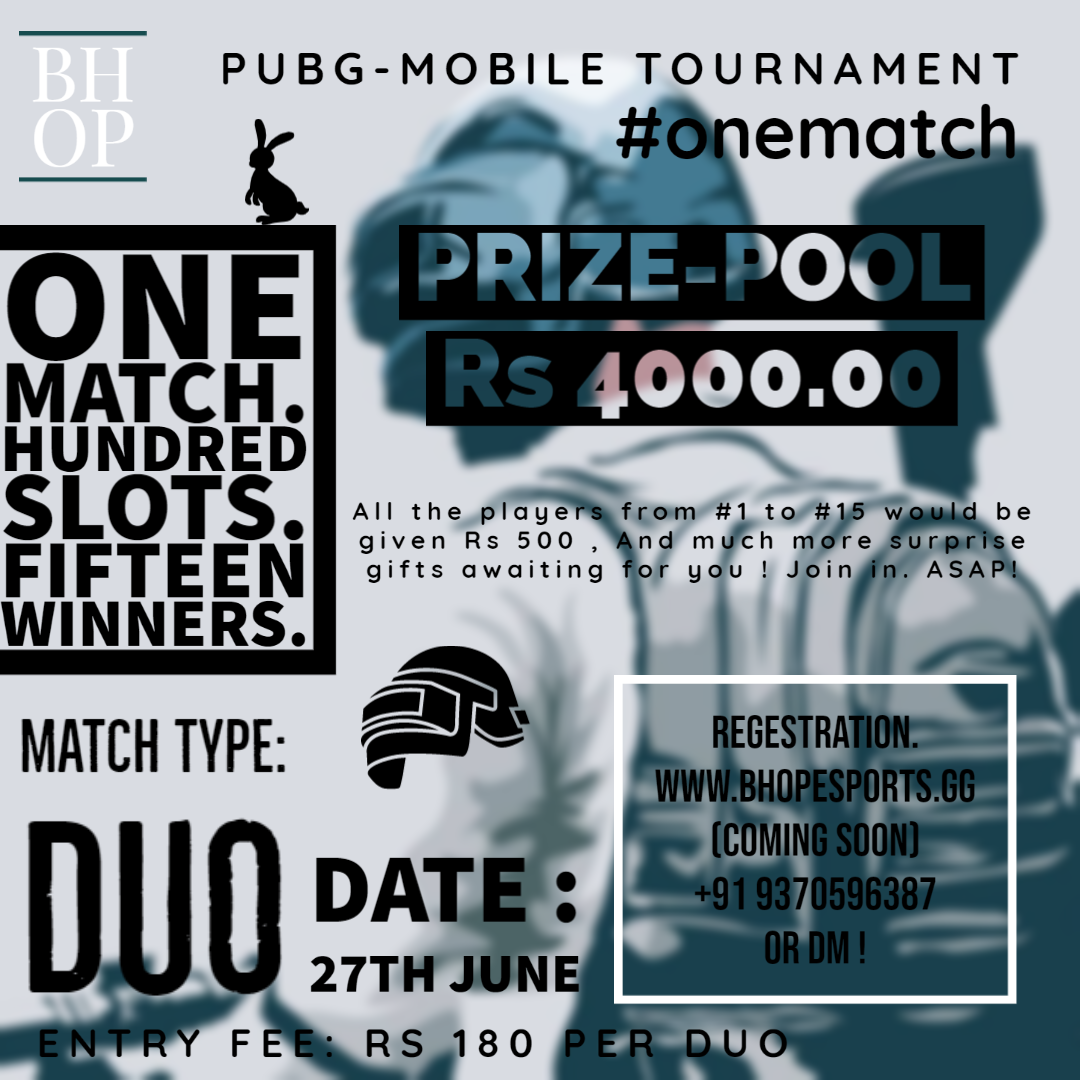 BH
OP
PUBG-MOBILE TOURNAMENT
#onematch
PRIZE-POOL
Rs 4000.00
ONE
MATCH.
HUNDRED
SLOTS.
FIFTEEN
WINNERS.
All the players from #1 to #15 would be
given Rs 500 , And much more surprise
gifts awaiting for you ! Join in. ASAP!
MATCH TYPE:
DUO
DATE :
27TH JUNE
REGESTRATION.
WWW.BHOPESPORTS.GG
(COMING SOON)
+91 9370596387
OR DM !
ENTRY FEE: RS 180 PER DUO